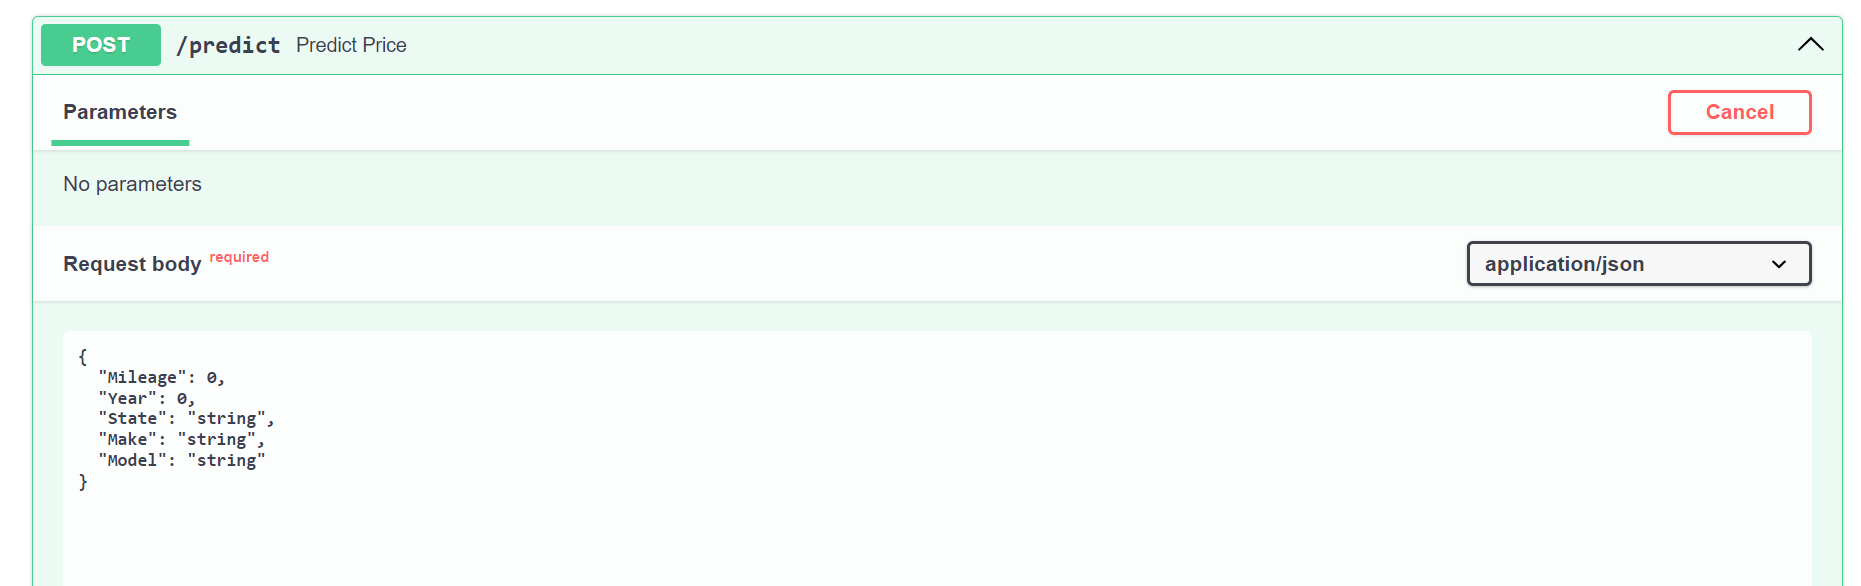 POST /predict Predict Price
Parameters
Cancel
No parameters
Request body required
application/json
{
  "Mileage": 0,
  "Year": 0,
  "State": "string",
  "Make": "string",
  "Model": "string"
}